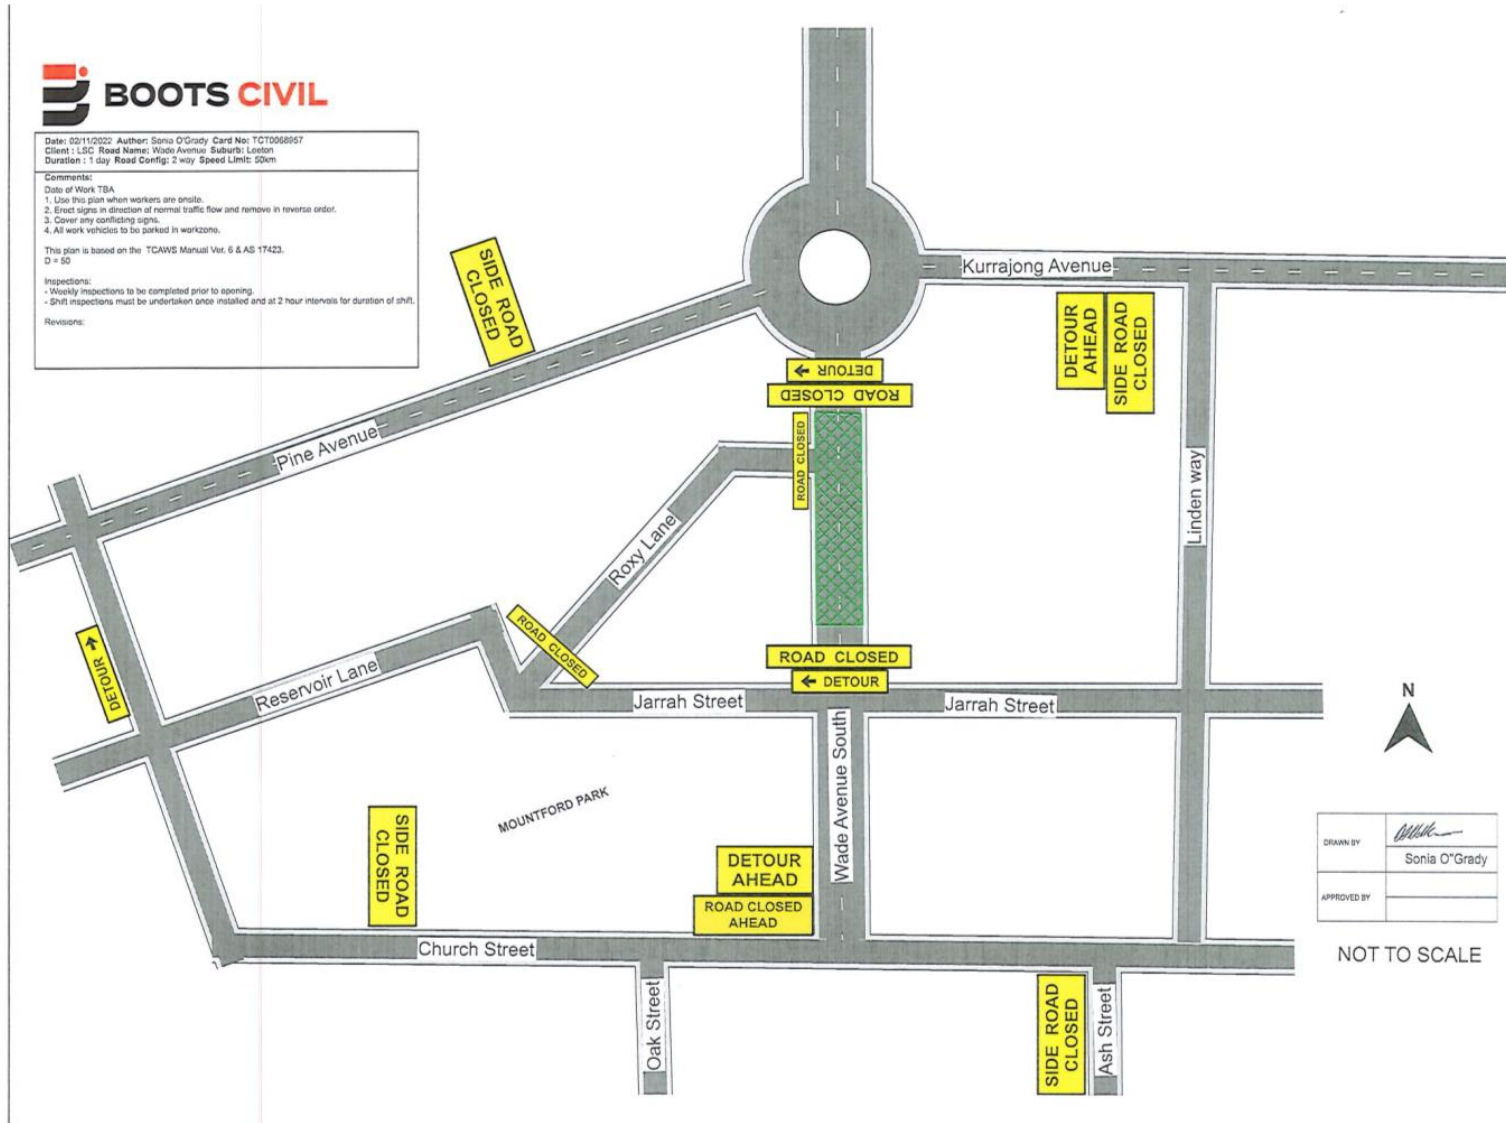 BOOTS CIVIL
Date: 02/11/2022 Author: Sonia O'Grady Card No: TCT0068957
Client : LSC Road Name: Wade Avenue Suburb: Leeton
Duration : 1 day Road Config: 2 way Speed Limit: 50km
Comments:
Date of Work TBA
1. Use this plan when workers are onsite.
2. Erect signs in direction of normal traffic flow and remove in reverse order.
3. Cover any conflicting signs.
4. All work vehicles to be parked in workzone.
This plan is based on the TCAWS Manual Ver. 6 & AS 17423.
D = 50
Inspections:
- Weekly inspections to be completed prior to opening.
- Shift inspections must be undertaken once installed and at 2 hour intervals for duration of shift.
Revisions:
SIDE ROAD
CLOSED
Kurrajong Avenue
DETOUR
AHEAD
SIDE ROAD
CLOSED
DETOUR
ROAD CLOSED
ROAD CLOSED
Pine Avenue
Roxy Lane
Linden way
ROAD CLOSED
DETOUR
Reservoir Lane
ROAD CLOSED
DETOUR
Jarrah Street
Jarrah Street
Wade Avenue South
N
MOUNTFORD PARK
SIDE ROAD
CLOSED
DETOUR
AHEAD
ROAD CLOSED
AHEAD
Church Street
Oak Street
SIDE ROAD
CLOSED
Ash Street
DRAWN BY
Sonia O"Grady
APPROVED BY
NOT TO SCALE